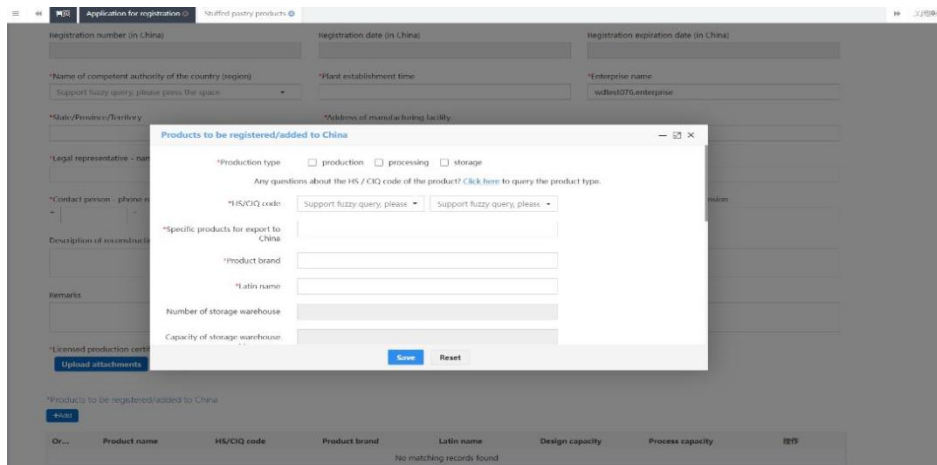 Application for registration
Stuffed pastry products
Registration number (in China) Registration date (in China) Registration expiration date (in China)
*Name of competent authority of the country (region) *Plant establishment time *Enterprise name
Support fuzzy query, please press the space wdtest076.enterprise
*State/Province/Territory *Address of manufacturing facility
Products to be registered/added to China
*Legal representative - nam
*Production type production processing storage
Any questions about the HS / CIQ code of the product? Click here to query the product type.
*Contact person - phone n
*HS/CIQ code Support fuzzy query, please Support fuzzy query, please
*Specific products for export to
China
Description of reconstructi
*Product brand
*Latin name
Remarks
Number of storage warehouse
Capacity of storage warehouse
*Licensed production certif
Save Reset
Upload attachments
*Products to be registered/added to China
+Add
Or... Product name HS/CIQ code Product brand Latin name Design capacity Process capacity 操作
No matching records found